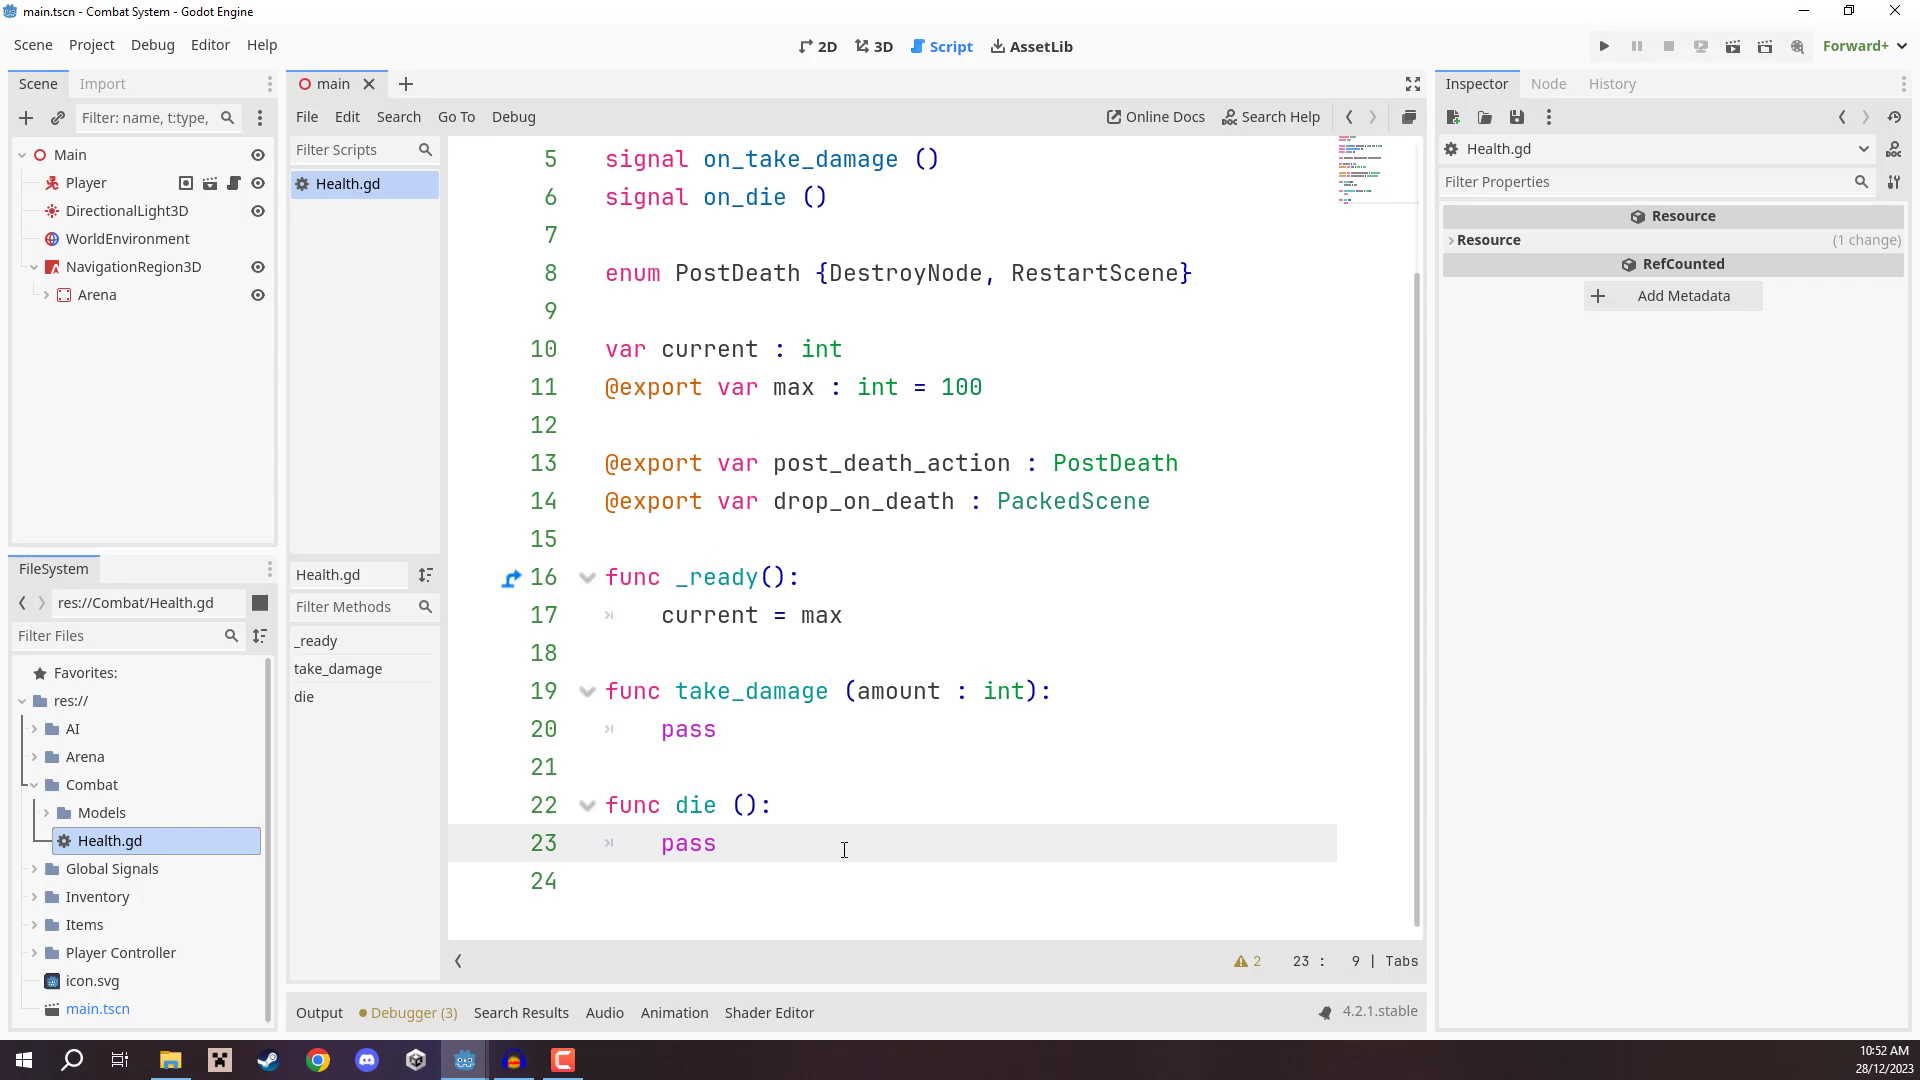 main.tscn - Combat System - Godot Engine
Scene Project Debug Editor Help
2D 3D Script AssetLib
Forward+
Scene Import
Filter: name, t:type,
Main
Player
DirectionalLight3D
WorldEnvironment
NavigationRegion3D
Arena
FileSystem
res://Combat/Health.gd
Filter Files
Favorites:
res://
AI
Arena
Combat
Models
Health.gd
Global Signals
Inventory
Items
Player Controller
icon.svg
main.tscn
main
File Edit Search Go To Debug
Online Docs Search Help
Filter Scripts
Health.gd
Health.gd
Filter Methods
_ready
take_damage
die
5 signal on_take_damage ()
6 signal on_die ()
7
8 enum PostDeath {DestroyNode, RestartScene}
9
10 var current : int
11 @export var max : int = 100
12
13 @export var post_death_action : PostDeath
14 @export var drop_on_death : PackedScene
15
16 func _ready():
17 current = max
18
19 func take_damage (amount : int):
20 pass
21
22 func die ():
23 pass
24
2 23 : 9 | Tabs
Output Debugger (3) Search Results Audio Animation Shader Editor
4.2.1.stable
Inspector Node History
Health.gd
Filter Properties
Resource
Resource (1 change)
RefCounted
Add Metadata
10:52 AM
28/12/2023